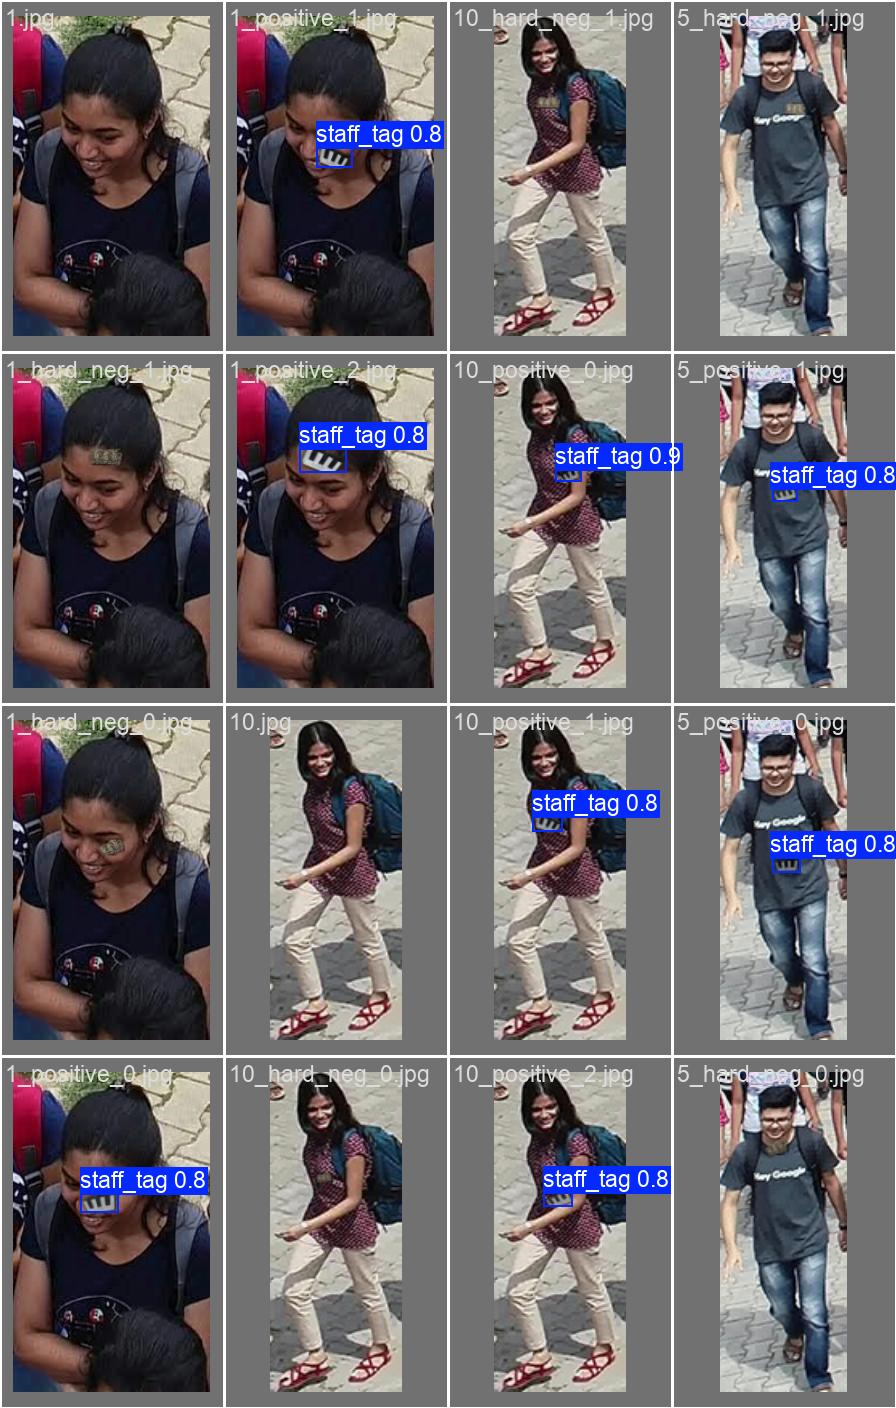 1.jpg
1_positive_1.jpg
staff_tag 0.8
10_hard_neg_1.jpg
5_hard_neg_1.jpg
Hey Google
1_hard_neg_1.jpg
1_positive_2.jpg
staff_tag 0.8
10_positive_0.jpg
staff_tag 0.9
5_positive_1.jpg
staff_tag 0.8
1_hard_neg_0.jpg
10.jpg
10_positive_1.jpg
staff_tag 0.8
5_positive_0.jpg
Hey Google
staff_tag 0.8
1_positive_0.jpg
staff_tag 0.8
10_hard_neg_0.jpg
10_positive_2.jpg
staff_tag 0.8
5_hard_neg_0.jpg
Hey Google